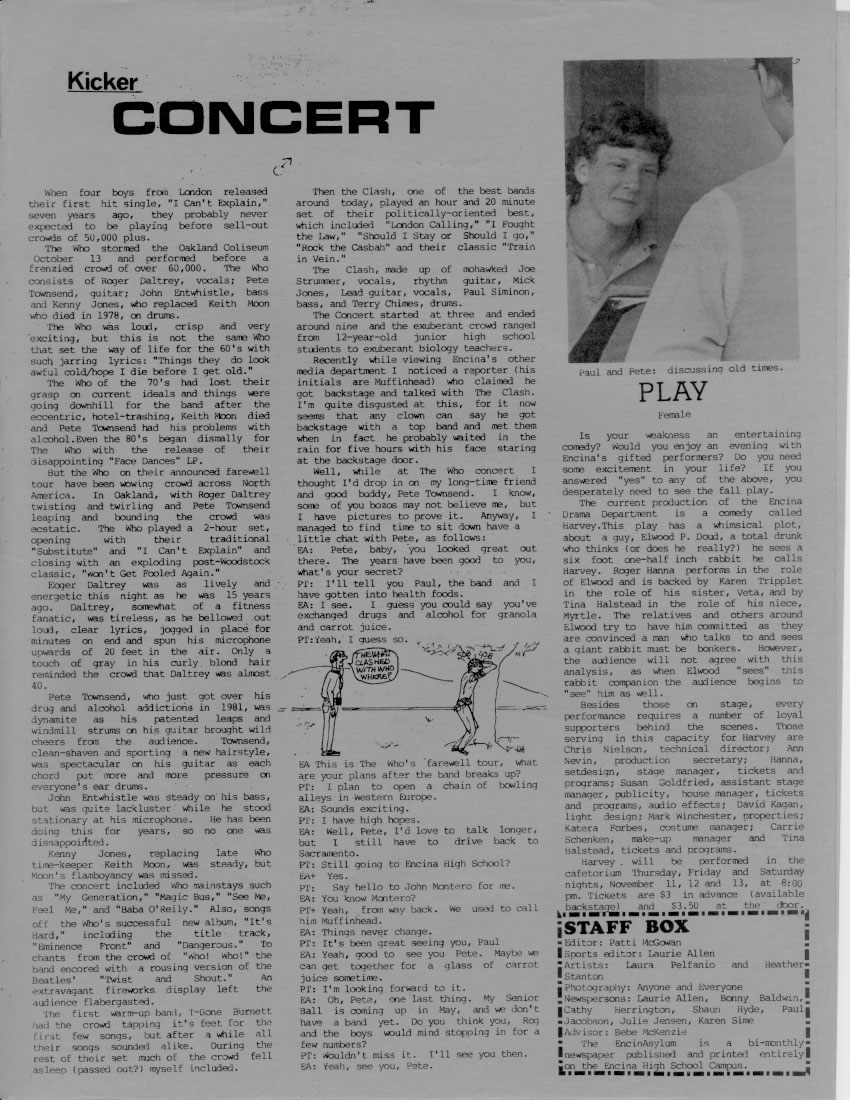 Kicker
CONCERT
When four boys from London released
their first hit single, "I Can't Explain,"
seven years ago, they probably never
expected to be playing before sell-out
crowds of 50,000 plus.
The Who stormed the Oakland Coliseum
October 13 and performed before a
frenzied crowd of over 60,000. The Who
consists of Roger Daltrey, vocals; Pete
Townsend, guitar; John Entwhistle, bass
and Kenny Jones, who replaced Keith Moon
who died in 1978, on drums.
The Who was loud, crisp and very
exciting, but this is not the same Who
that set the way of life for the 60's with
such jarring lyrics: "Things they do look
awful cold/hope I die before I get old."
The Who of the 70's had lost their
grasp on current ideals and things were
going downhill for the band after the
eccentric, hotel-trashing, Keith Moon died
and Pete Townsend had his problems with
alcohol.Even the 80's began dismally for
The Who with the release of their
disappointing "Face Dances" LP.
But the Who on their announced farewell
tour have been wowing crowds across North
America. In Oakland, with Roger Daltrey
twisting and twirling and Pete Townsend
leaping and bounding the crowd was
ecstatic. The Who played a 2-hour set,
opening with their traditional
"Substitute" and "I Can't Explain" and
closing with an exploding post-Woodstock
classic, "won't Get Fooled Again."
Roger Daltrey was as lively and
energetic this night as he was 15 years
ago. Daltrey, somewhat of a fitness
fanatic, was tireless, as he bellowed out
loud, clear lyrics, jogged in place for
minutes on end and spun his microphone
upwards of 20 feet in the air. Only a
touch of gray in his curly blond hair
reminded the crowd that Daltrey was almost
40.
Pete Townsend, who just got over his
drug and alcohol addictions in 1981, was
dynamite as his patented leaps and
windmill strums on his guitar brought wild
cheers from the audience. Townsend,
clean-shaven and sporting a new hairstyle,
was spectacular on his guitar as each
chord put more and more pressure on
everyone's ear drums.
John Entwhistle was steady on his bass,
but was quite lackluster while he stood
stationary at his microphone. He has been
doing this for years, so no one was
dissappoitted.
Kenny Jones, replacing late Who
time-keeper Keith Moon, was steady, but
Moon's flamboyancy was missed.
The concert included Who mainstays such
as "My Generation," "Magic Bus," "See Me,
Feel Me," and "Baba O'Reily." Also, songs
off the Who's successful new album, "It's
Hard," including the title track,
"Eminence Front" and "Dangerous." To
chants from the crowd of "Who! Who!" the
band encored with a rousing version of the
Beatles' "Twist and Shout." An
extravagant fireworks display left the
audience flabergasted.
The first warm-up band, T-Bone Burnett
had the crowd tapping it's feet for the
first few songs, but after a while all
their songs sounded alike. During the
rest of their set much of the crowd fell
asleep (passed out?) myself included.
Then the Clash, one of the best bands
around today, played an hour and 20 minute
set of their politically-oriented best,
which included "London Calling," "I Fought
the Law," "Should I Stay or Should I go,"
"Rock the Casbah" and their classic "Train
in Vein."
The Clash, made up of mohawked Joe
Strummer, vocals, rhythm guitar, Mick
Jones, Lead guitar, vocals, Paul Siminon,
bass, and Terry Chimes, drums.
The Concert started at three and ended
around nine and the exuberant crowd ranged
from 12-year-old junior high school
students to exuberant biology teachers.
Recently while viewing Encina's other
media department I noticed a reporter (his
initials are Muffinhead) who claimed he
got backstage and talked with The Clash.
I'm quite disgusted at this, for it now
seems that any clown can say he got
backstage with a top band and met them
when in fact he probably waited in the
rain for five hours with his face staring
at the backstage door.
Well, while at The Who concert I
thought I'd drop in on my long-time friend
and good buddy, Pete Townsend. I know,
some of you bozos may not believe me, but
I have pictures to prove it. Anyway, I
managed to find time to sit down have a
little chat with Pete, as follows:
EA: Pete, baby, you looked great out
there. The years have been good to you,
what's your secret?
PT: I'll tell you Paul, the band and I
have gotten into health foods.
EA: I see. I guess you could say you've
exchanged drugs and alcohol for granola
and carrot juice.
PT:Yeah, I guess so.
THE WHAT
CLASHED
WITH WHO
WHERE?
SOB SOB
EA This is The Who's farewell tour, what
are your plans after the band breaks up?
PT: I plan to open a chain of bowling
alleys in Western Europe.
EA: Sounds exciting.
PT: I have high hopes.
EA: Well, Pete, I'd love to talk longer,
but I still have to drive back to
Sacramento.
PT: Still going to Encina High School?
EA+ Yes.
PT: Say hello to John Montero for me.
EA: You know Montero?
PT+ Yeah, from way back. We used to call
him Muffinhead.
EA: Things never change.
PT: It's been great seeing you, Paul
EA: Yeah, good to see you Pete. Maybe we
can get together for a glass of carrot
juice sometime.
PT: I'm looking forward to it.
EA: Oh, Pete, one last thing. My Senior
Ball is coming up in May, and we don't
have a band yet. Do you think you, Rog
and the boys would mind stopping in for a
few numbers?
PT: Wouldn't miss it. I'll see you then.
EA: Yeah, see you, Pete.
Paul and Pete: discussing old times.
PLAY
Female
Is your weakness an entertaining
comedy? Would you enjoy an evening with
Encina's gifted performers? Do you need
some excitement in your life? If you
answered "yes" to any of the above, you
desperately need to see the fall play.
The current production of the Encina
Drama Department is a comedy called
Harvey.This play has a whimsical plot,
about a guy, Elwood P. Doud, a total drunk
who thinks (or does he really?) he sees a
six foot one-half inch rabbit he calls
Harvey. Roger Hanna performs in the role
of Elwood and is backed by Karen Tripplet
in the role of his sister, Veta, and by
Tina Halstead in the role of his niece,
Myrtle. The relatives and others around
Elwood try to have him committed as they
are convinced a man who talks to and sees
a giant rabbit must be bonkers. However,
the audience will not agree with this
analysis, as when Elwood "sees" this
rabbit companion the audience begins to
"see" him as well.
Besides those on stage, every
performance requires a number of loyal
supporters behind the scenes. Those
serving in this capacity for Harvey are
Chris Nielson, technical director; Ann
Nevin, production secretary; Hanna,
setdesign, stage manager, tickets and
programs; Susan Goldfried, assistant stage
manager, publicity, house manager, tickets
and programs, audio effects; David Kagan,
light design; Mark Winchester, properties;
Katera Forbes, costume manager; Carrie
Schenken, make-up manager and Tina
Halstead, tickets and programs.
Harvey will be performed in the
cafetorium Thursday, Friday and Saturday
nights, November 11, 12 and 13, at 8:00
pm. Tickets are $3 in advance (available
backstage) and $3.50 at the door.
STAFF BOX
Editor: Patti McGowan
Sports editor: Laurie Allen
Artists: Laura Pelfanio and Heather
Stanton
Photography: Anyone and Everyone
Newspersons: Laurie Allen, Bonny Baldwin,
Cathy Herrington, Shaun Hyde, Paul
Jacobson, Julie Jensen, Karen Sime
Advisor: Bebe McKenzie
The EncinAsylum is a bi-monthly
newspaper published and printed entirely
on the Encina High School Campus.